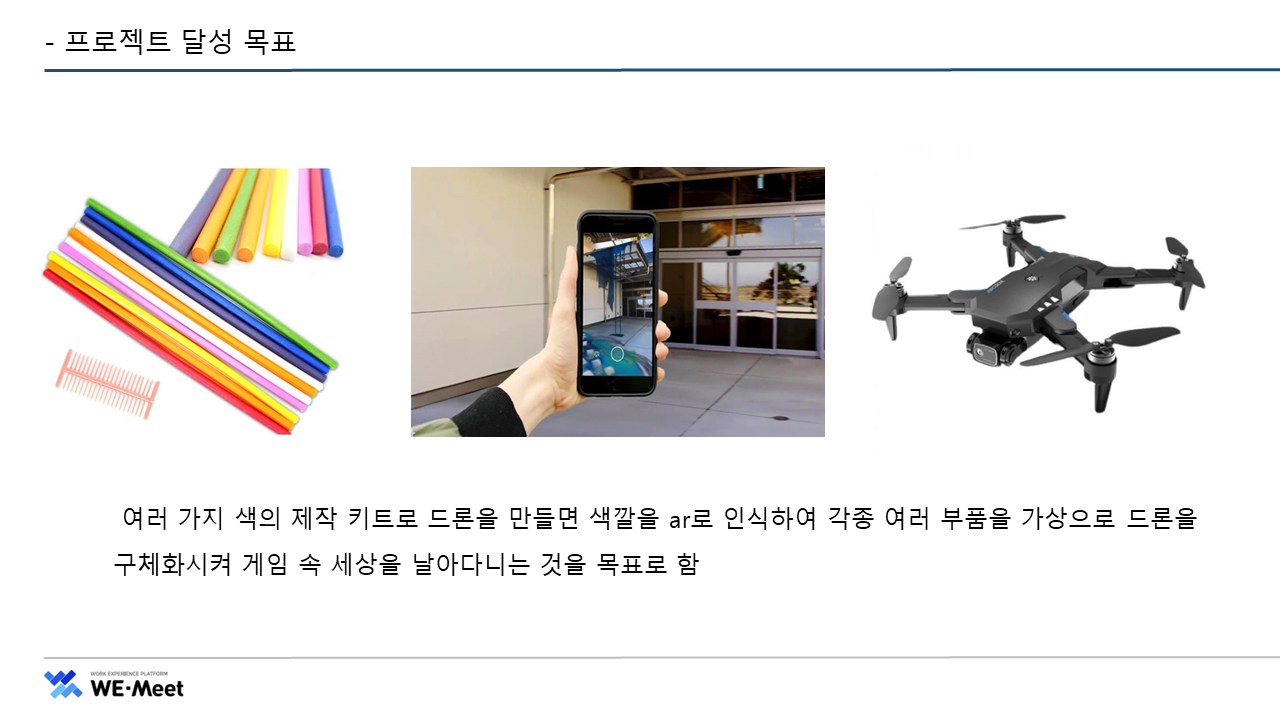 - 프로젝트 달성 목표
여러 가지 색의 제작 키트로 드론을 만들면 색깔을 ar로 인식하여 각종 여러 부품을 가상으로 드론을
구체화시켜 게임 속 세상을 날아다니는 것을 목표로 함
WORK EXPERIENCE PLATFORM
WE-Meet